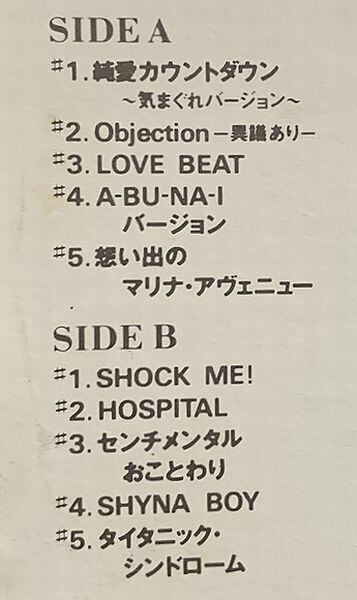 SIDE A
♯1.純愛カウントダウン
～気まぐれバージョン～
♯2.Objection－異議あり－
♯3.LOVE BEAT
♯4.A-BU-NA-I
バージョン
♯5.想い出の
マリナ・アヴェニュー
SIDE B
♯1.SHOCK ME!
♯2.HOSPITAL
♯3.センチメンタル
おことわり
♯4.SHYNA BOY
♯5.タイタニック・
シンドローム